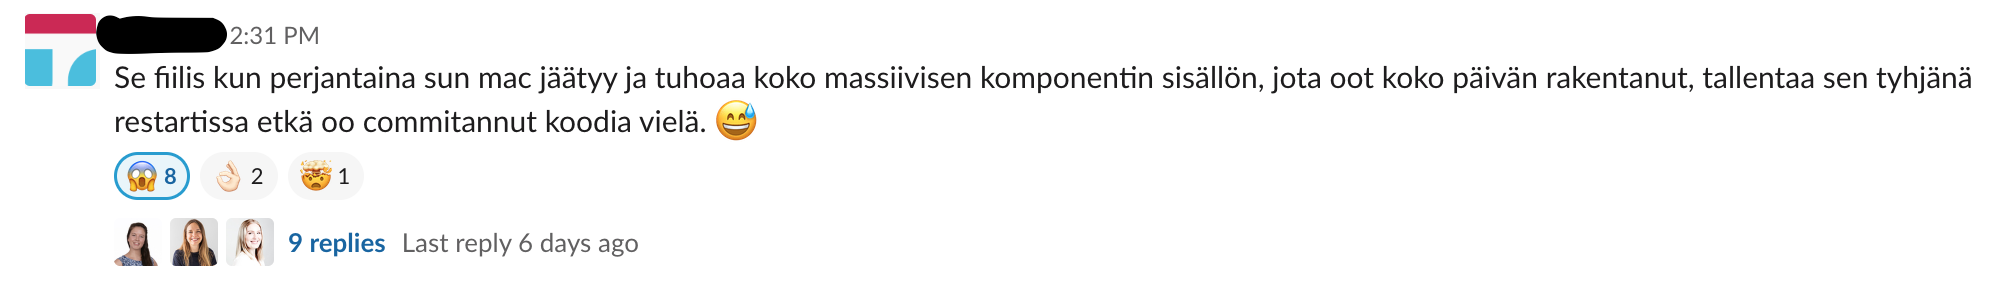 2:31 PM
Se fiilis kun perjantaina sun mac jäätyy ja tuhoaa koko massiivisen komponentin sisällön, jota oot koko päivän rakentanut, tallentaa sen tyhjänä
restartissa etkä oo commitannut koodia vielä. 😅
😱 8 👌🏻 2 🤯 1
9 replies Last reply 6 days ago